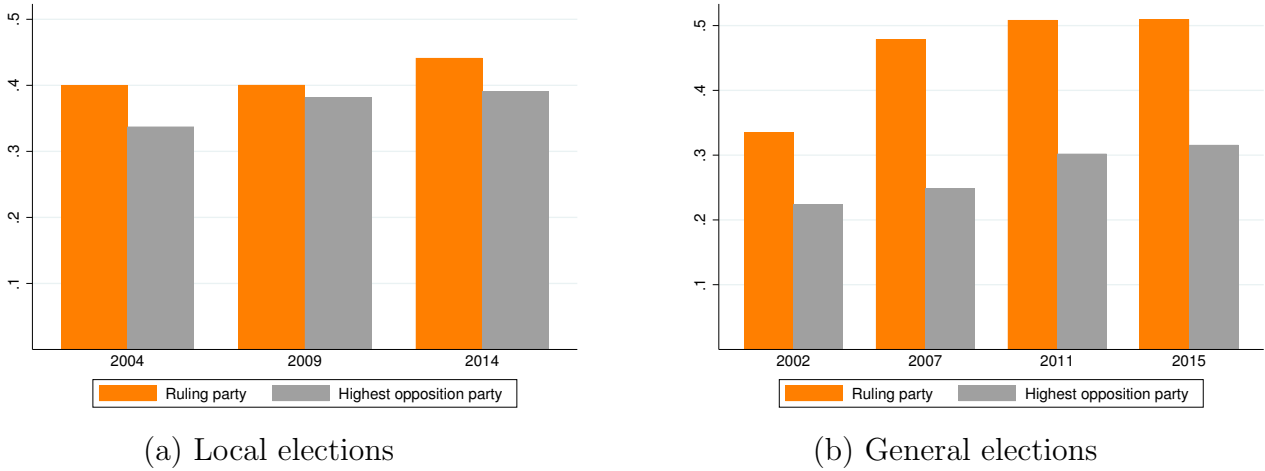 .5
.4
.3
.2
.1
2004 2009 2014
Ruling party Highest opposition party
(a) Local elections
.5
.4
.3
.2
.1
2002 2007 2011 2015
Ruling party Highest opposition party
(b) General elections